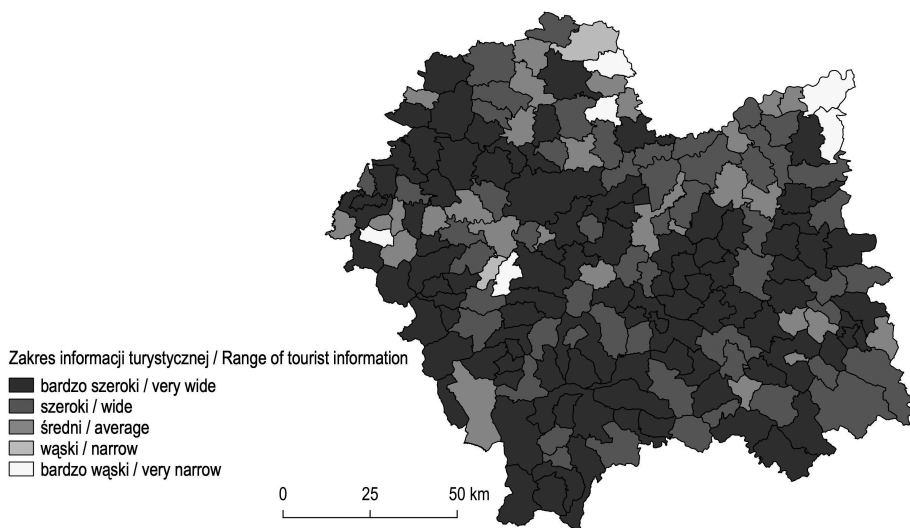 Zakres informacji turystycznej / Range of tourist information
bardzo szeroki / very wide
szeroki / wide
średni / average
wąski / narrow
bardzo wąski / very narrow
0 25 50 km